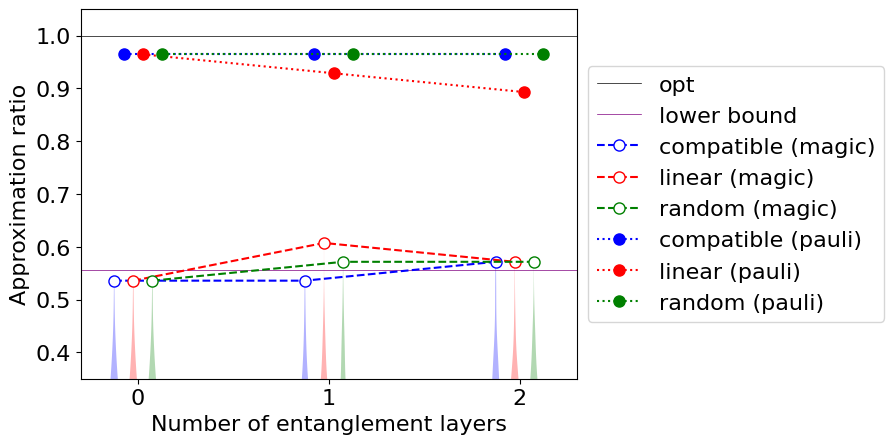 1.0
0.9
0.8
0.7
0.6
0.5
0.4
Approximation ratio
0 1 2
Number of entanglement layers
opt
lower bound
compatible (magic)
linear (magic)
random (magic)
compatible (pauli)
linear (pauli)
random (pauli)